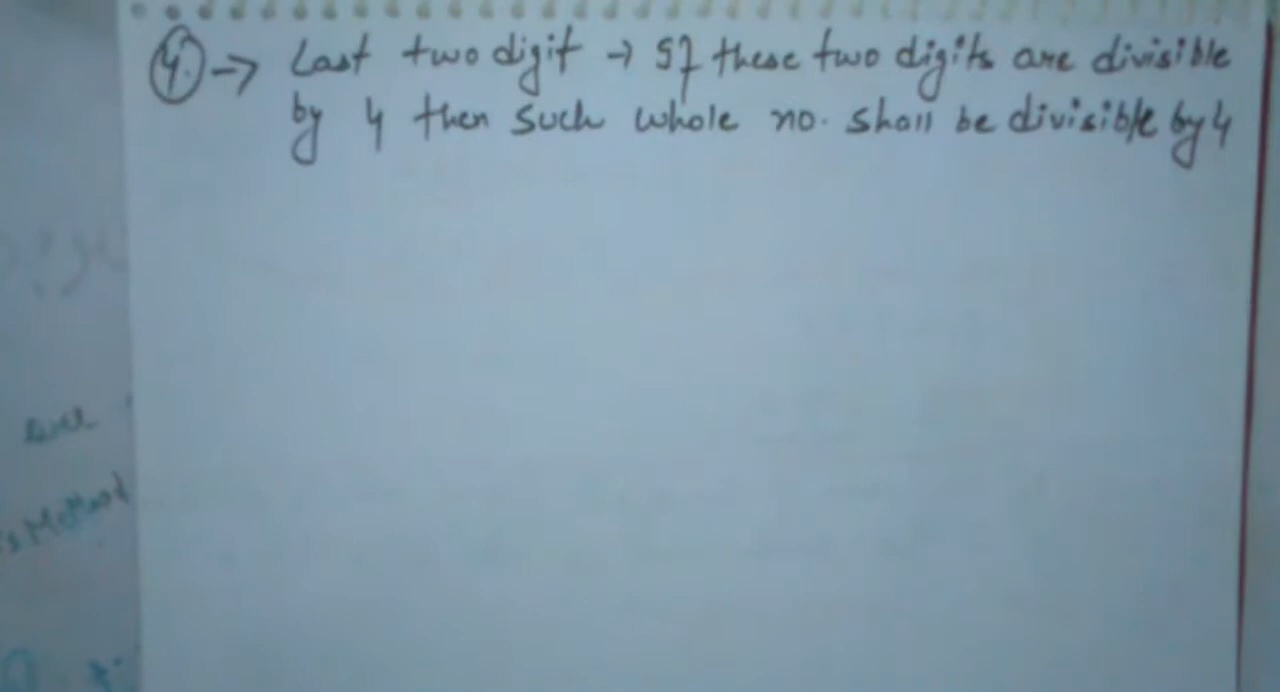 4. → Last two digit → If these two digits are divisible
by 4 then such whole no. shall be divisible by 4
Method